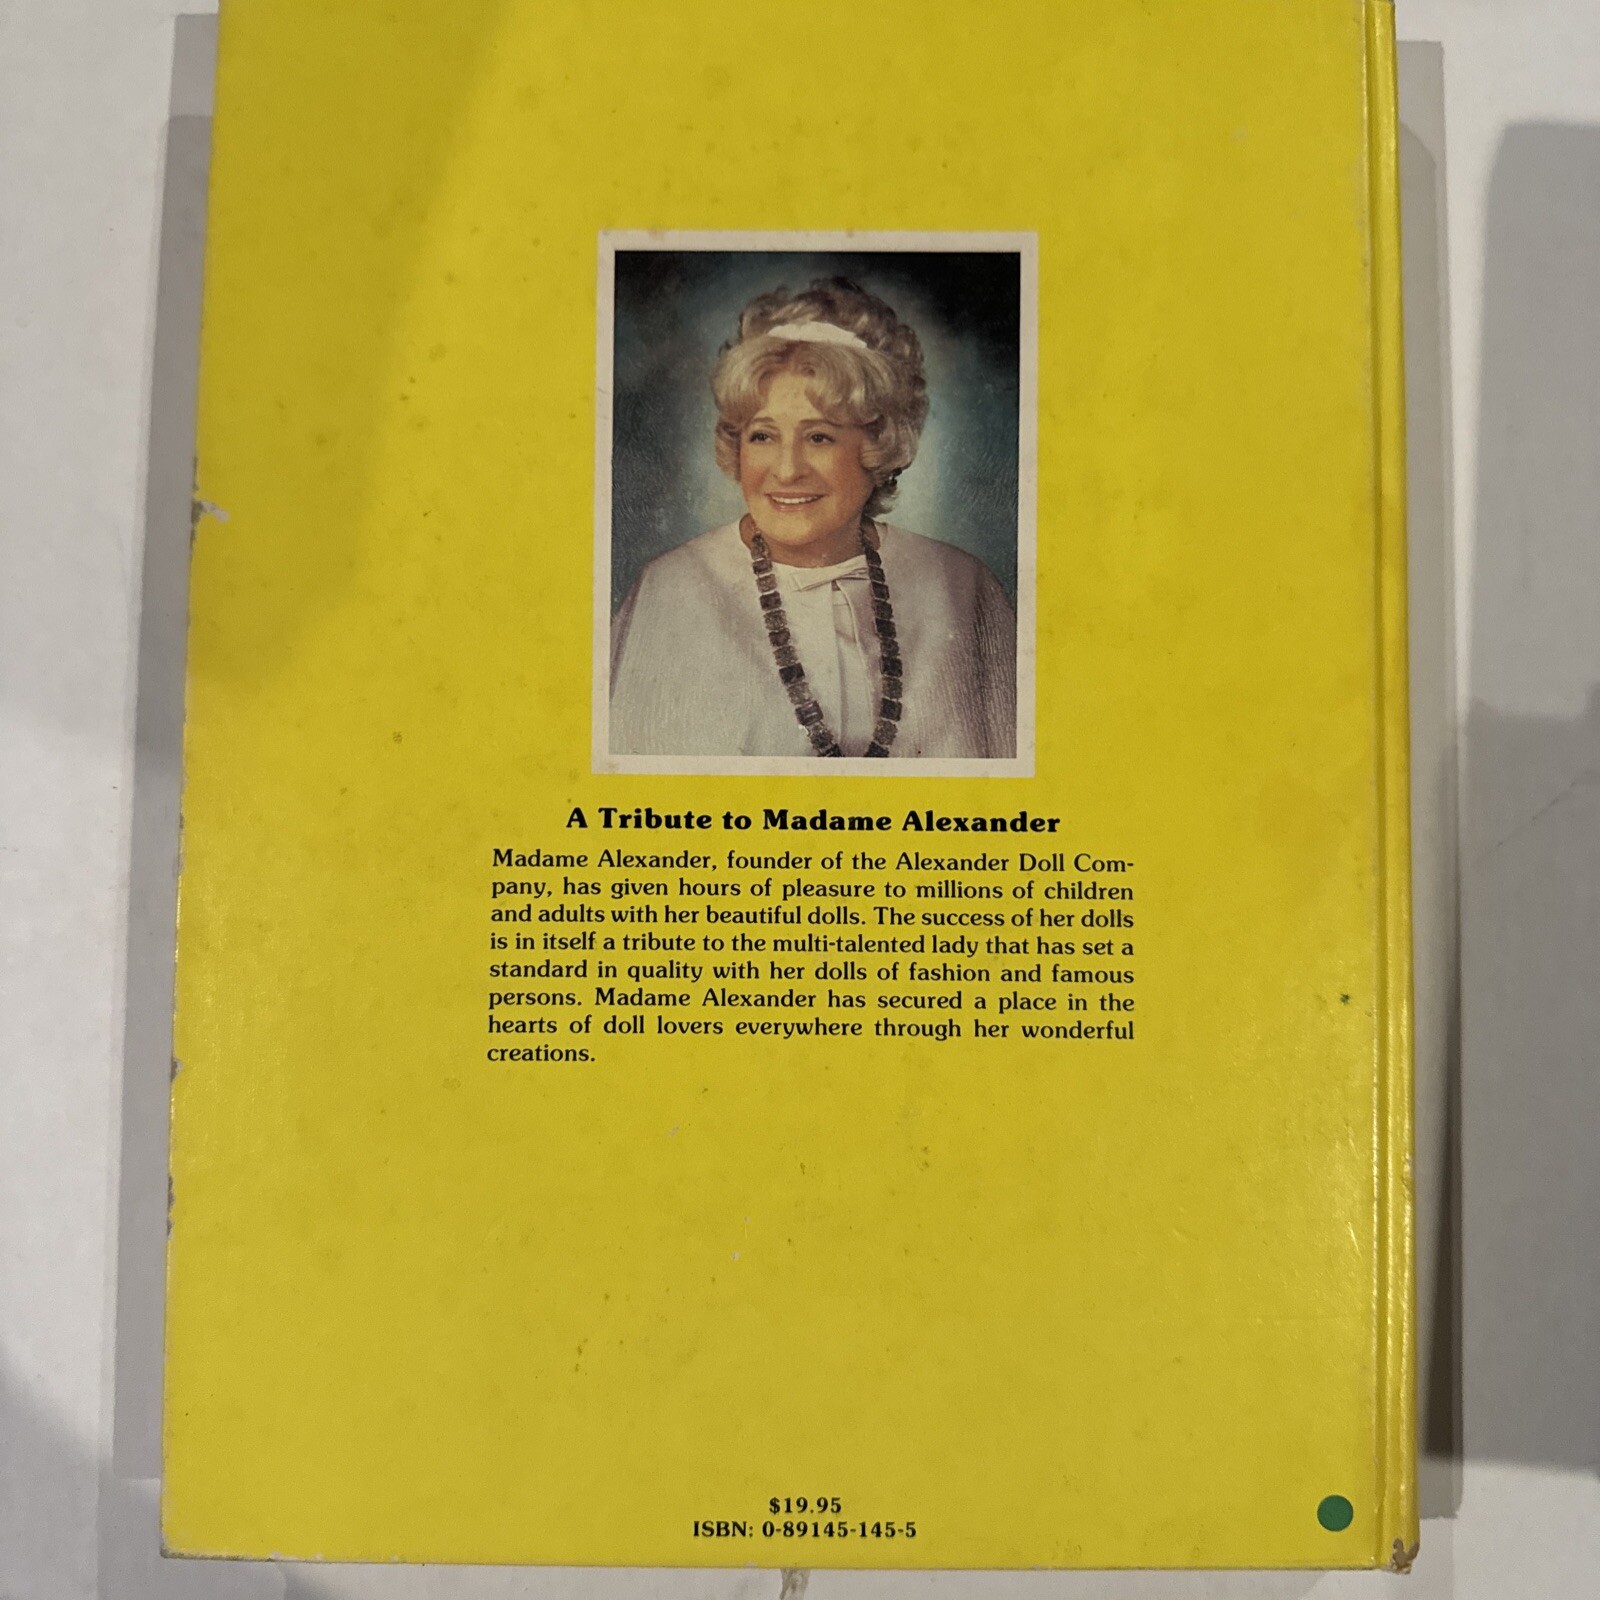 A Tribute to Madame Alexander
Madame Alexander, founder of the Alexander Doll Com-
pany, has given hours of pleasure to millions of children
and adults with her beautiful dolls. The success of her dolls
is in itself a tribute to the multi-talented lady that has set a
standard in quality with her dolls of fashion and famous
persons. Madame Alexander has secured a place in the
hearts of doll lovers everywhere through her wonderful
creations.
$19.95
ISBN: 0-89145-145-5